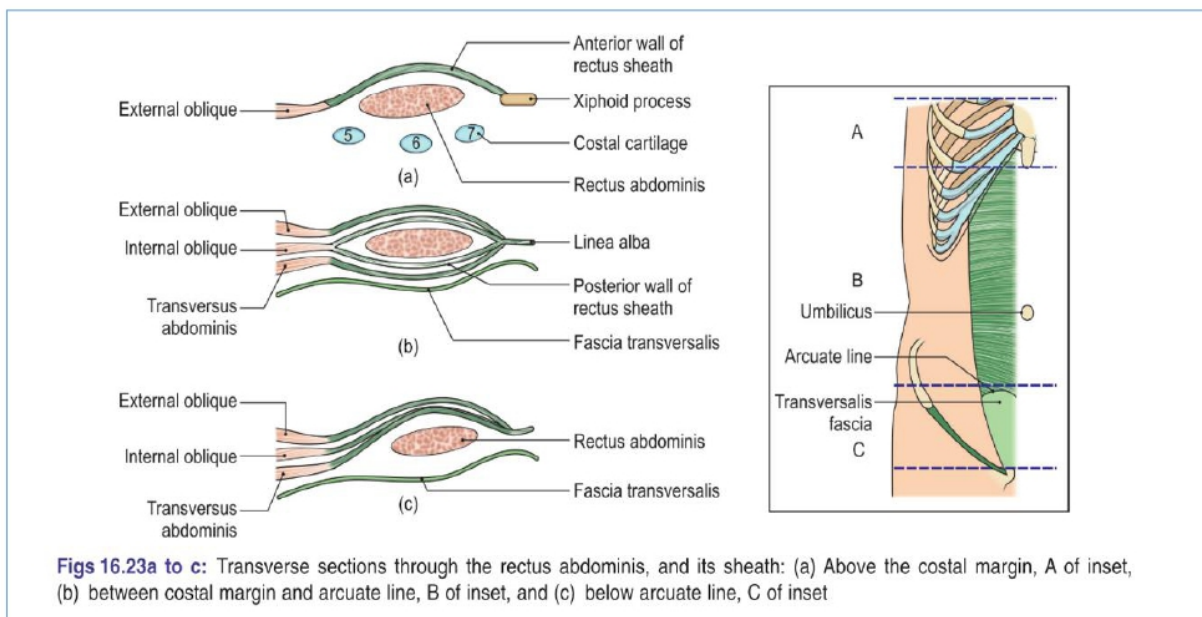 Anterior wall of
rectus sheath
External oblique
Xiphoid process
5
6
7
Costal cartilage
(a)
Rectus abdominis
External oblique
Internal oblique
Linea alba
Transversus
abdominis
Posterior wall of
rectus sheath
(b)
Fascia transversalis
External oblique
Internal oblique
Rectus abdominis
Transversus
abdominis
Fascia transversalis
(c)
A
B
Umbilicus
Arcuate line
Transversalis
fascia
C
Figs 16.23a to c: Transverse sections through the rectus abdominis, and its sheath: (a) Above the costal margin, A of inset,
(b) between costal margin and arcuate line, B of inset, and (c) below arcuate line, C of inset